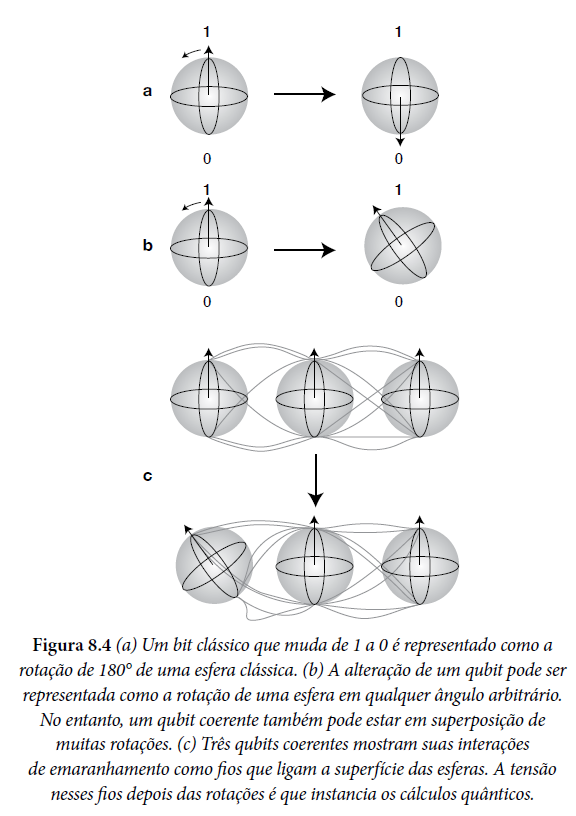 1 1
a
0 0
1 1
b
0 0
c
Figura 8.4 (a) Um bit clássico que muda de 1 a 0 é representado como a
rotação de 180° de uma esfera clássica. (b) A alteração de um qubit pode ser
representada como a rotação de uma esfera em qualquer ângulo arbitrário.
No entanto, um qubit coerente também pode estar em superposição de
muitas rotações. (c) Três qubits coerentes mostram suas interações
de emaranhamento como fios que ligam a superfície das esferas. A tensão
nesses fios depois das rotações é que instancia os cálculos quânticos.